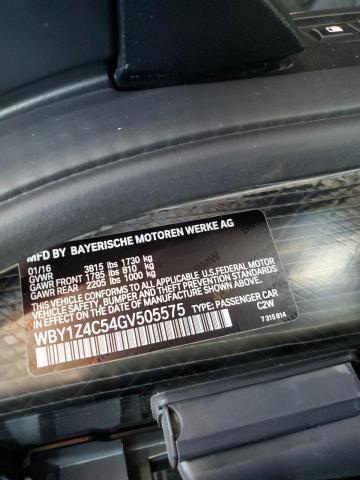 MFD BY BAYERISCHE MOTOREN WERKE AG
01/16
GVWR 3815 lbs 1730 kg
GAWR FRONT 1785 lbs 810 kg
GAWR REAR 2205 lbs 1000 kg
THIS VEHICLE CONFORMS TO ALL APPLICABLE U.S. FEDERAL MOTOR
VEHICLE SAFETY, BUMPER AND THEFT PREVENTION STANDARDS IN
EFFECT ON THE DATE OF MANUFACTURE SHOWN ABOVE.
WBY1Z4C54GV505575 TYPE: PASSENGER CAR
C2W
7 315 814